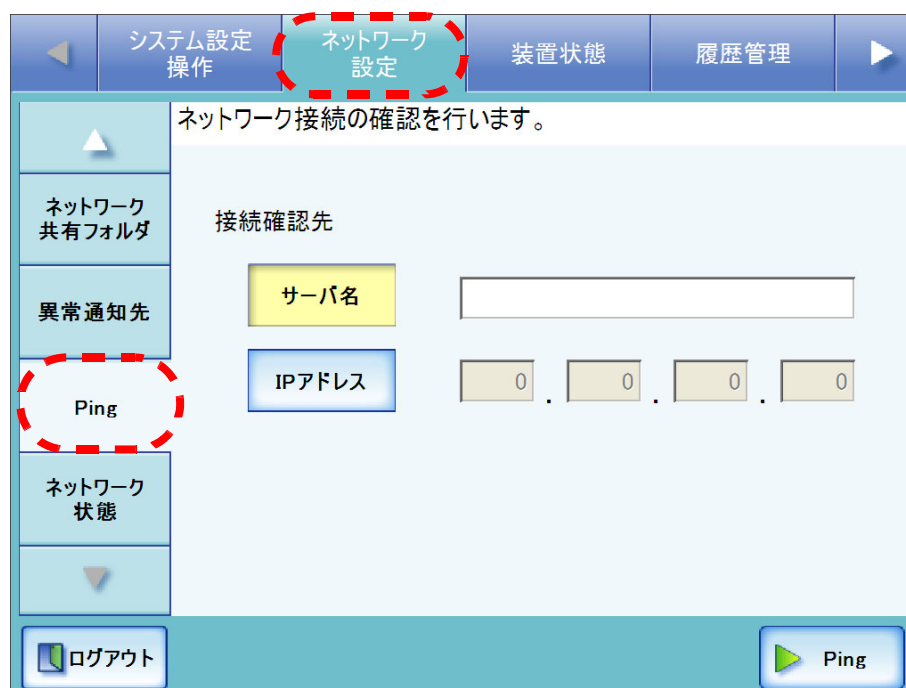 システム設定
操作
ネットワーク
設定
装置状態
履歴管理
ネットワーク接続の確認を行います。
ネットワーク
共有フォルダ
異常通知先
Ping
ネットワーク
状態
接続確認先
サーバ名
IPアドレス
0 . 0 . 0 . 0
ログアウト
Ping